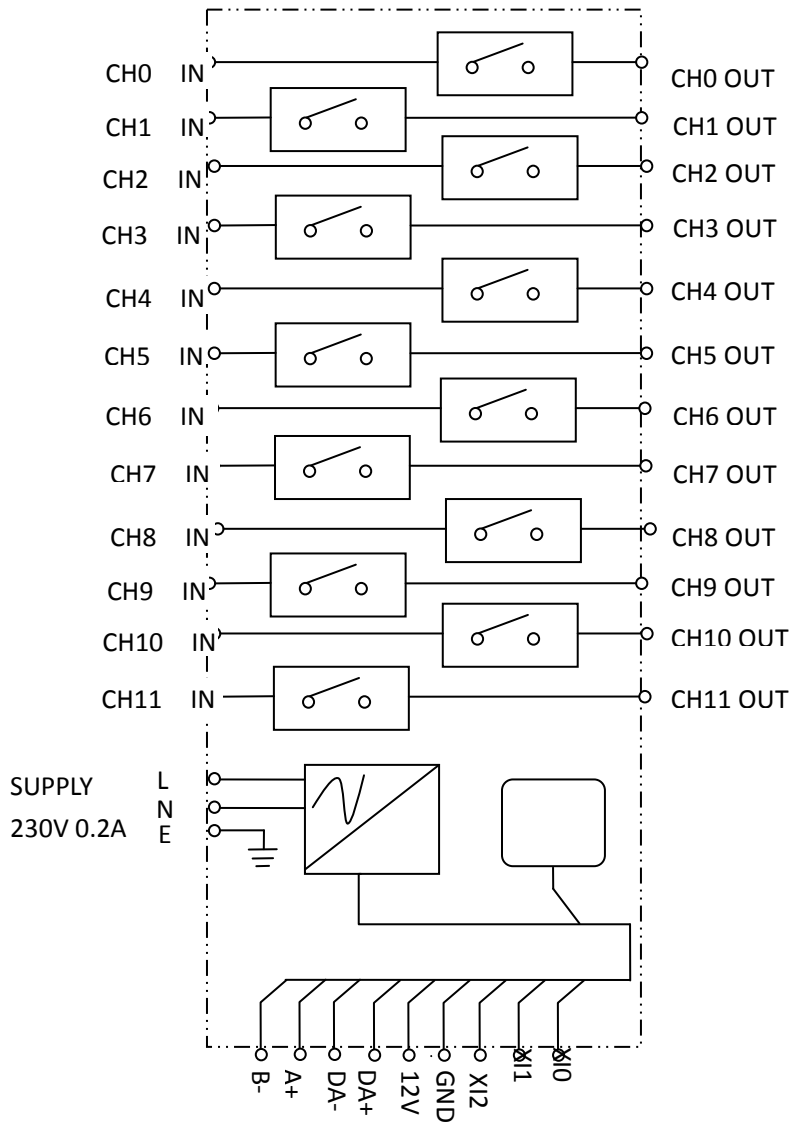 CH0 IN CH0 OUT
CH1 IN CH1 OUT
CH2 IN CH2 OUT
CH3 IN CH3 OUT
CH4 IN CH4 OUT
CH5 IN CH5 OUT
CH6 IN CH6 OUT
CH7 IN CH7 OUT
CH8 IN CH8 OUT
CH9 IN CH9 OUT
CH10 IN CH10 OUT
CH11 IN CH11 OUT
SUPPLY L
N
230V 0.2A E
B- A+ DA- DA+ 12V GND XI2 XI1 XI0